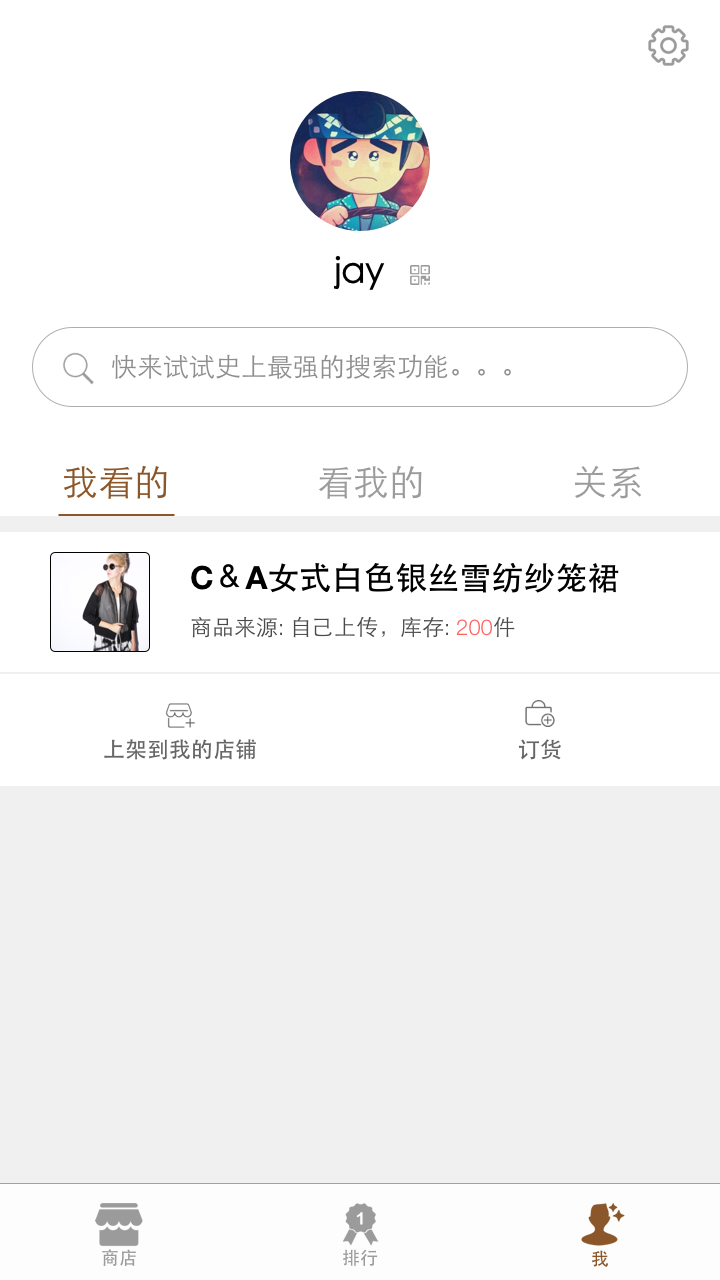 jay
快来试试史上最强的搜索功能。。。
我看的 看我的 关系
C&A女式白色银丝雪纺纱笼裙
商品来源: 自己上传，库存: 200件
上架到我的店铺 订货
1
商店 排行 我